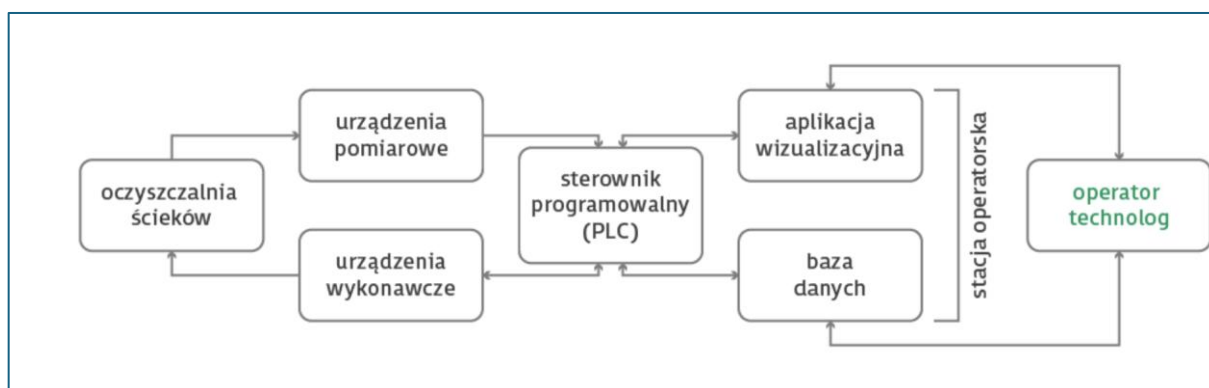 urządzenia
pomiarowe
oczyszczalnia
ścieków
urządzenia
wykonawcze
sterownik
programowalny
(PLC)
aplikacja
wizualizacyjna
baza
danych
stacja operatorska
operator
technolog